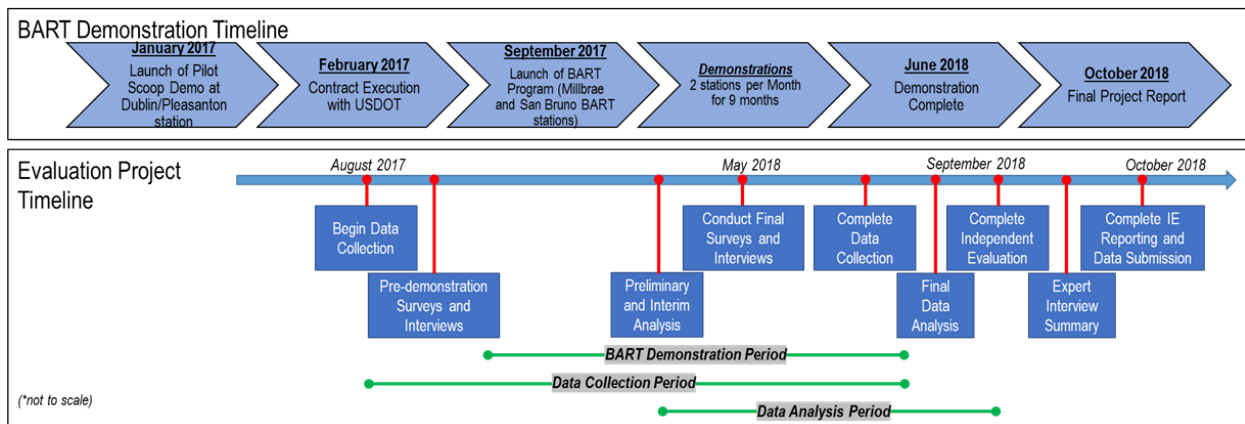 BART Demonstration Timeline
January 2017
Launch of Pilot
Scoop Demo at
Dublin/Pleasanton
station
February 2017
Contract Execution
with USDOT
September 2017
Launch of BART
Program (Millbrae
and San Bruno BART
stations)
Demonstrations
2 stations per Month
for 9 months
June 2018
Demonstration
Complete
October 2018
Final Project Report
Evaluation Project
Timeline
August 2017
May 2018
September 2018
October 2018
Begin Data
Collection
Pre-demonstration
Surveys and
Interviews
Preliminary
and Interim
Analysis
Conduct Final
Surveys and
Interviews
Complete
Data
Collection
Final
Data
Analysis
Complete
Independent
Evaluation
Expert
Interview
Summary
Complete IE
Reporting and
Data Submission
BART Demonstration Period
Data Collection Period
Data Analysis Period
(*not to scale)